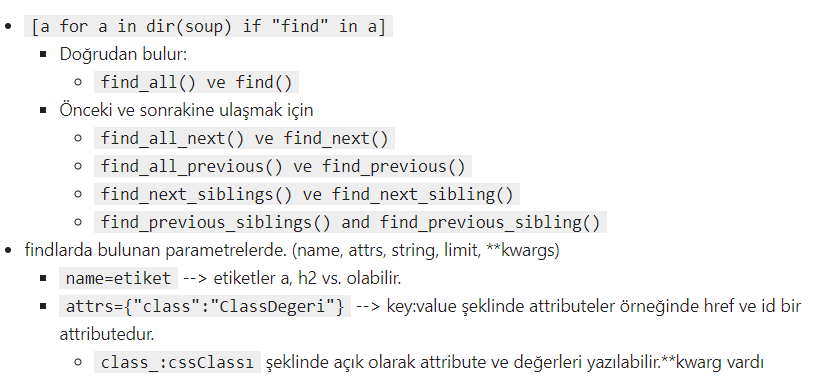 [a for a in dir(soup) if "find" in a]
Doğrudan bulur:
find_all() ve find()
Önceki ve sonrakine ulaşmak için
find_all_next() ve find_next()
find_all_previous() ve find_previous()
find_next_siblings() ve find_next_sibling()
find_previous_siblings() and find_previous_sibling()
findlarda bulunan parametrelerde. (name, attrs, string, limit, **kwargs)
name=etiket --> etiketler a, h2 vs. olabilir.
attrs={"class":"ClassDegeri"} --> key:value şeklinde attributeler örneğinde href ve id bir
attributedur.
class_:cssClassı şeklinde açık olarak attribute ve değerleri yazılabilir.**kwarg vardı